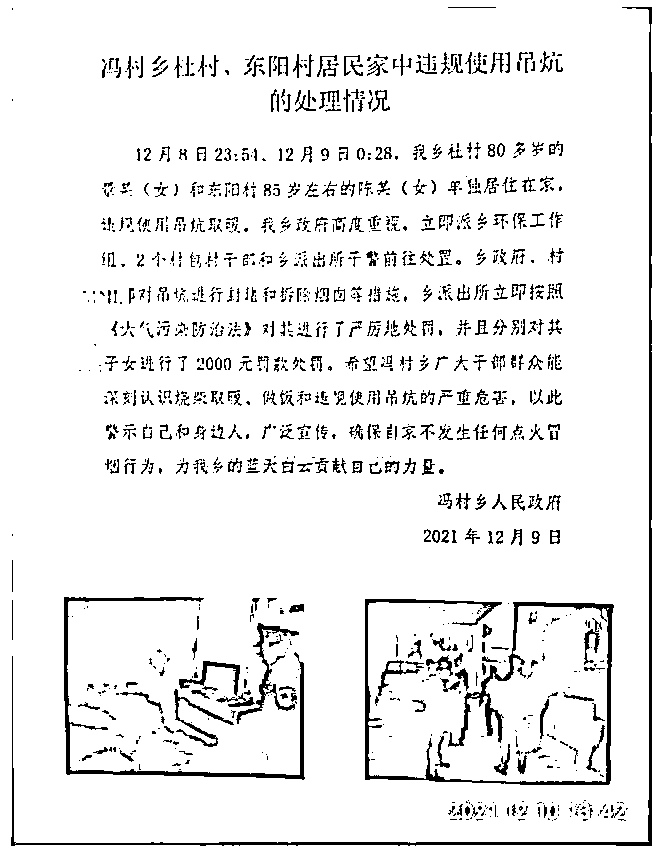 冯村乡杜村、东阳村居民家中违规使用吊炕
的处理情况
12月8日23:54、12月9日0:28，我乡杜村80多岁的
某（女）和东阳村85岁左右的陈某（女）单独居住在家，
违规使用吊炕取暖。我乡政府高度重视，立即派乡环保工作
组、2个村包村干部和乡派出所干警前往处置。乡政府、村
对吊炕进行封堵和拆除烟囱等措施，乡派出所立即按照
《大气污染防治法》对其进行了严厉地处罚，并且分别对其
子女进行了2000元罚款处罚。希望冯村乡广大干部群众能
深刻认识烧柴取暖、做饭和违规使用吊炕的严重危害，以此
警示自己和身边人，广泛宣传，确保自家不发生任何点火冒
烟行为，为我乡的蓝天白云贡献自己的力量。
冯村乡人民政府
2021年12月9日